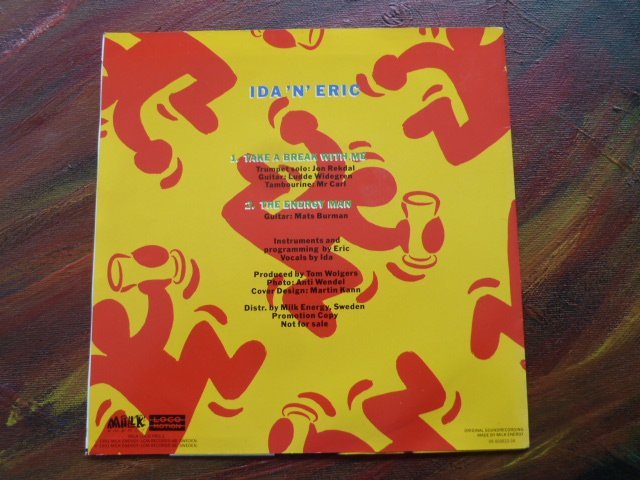 IDA 'N' ERIC
1. TAKE A BREAK WITH ME
Trumpet solo: Jon Rekdal
Guitar: Ludde Widegren
Tambourine: Mr Carl
2. THE ENERGY MAN
Guitar: Mats Burman
Instruments and
programming by Eric
Vocals by Ida
Produced by Tom Wolgers
Photo: Anti Wendel
Cover Design: Martin Kann
Distr. by Milk Energy, Sweden
Promotion Copy
Not for sale
LOCO
MOTION
ORIGINAL SOUNDRECORDING
MADE BY MILK ENERGY